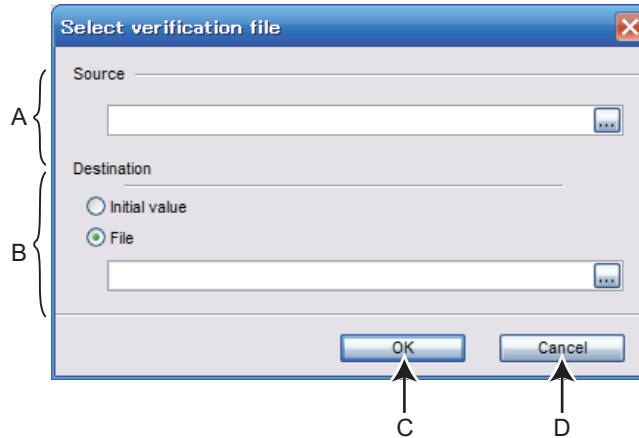 Select verification file
Source
A
...
Destination
Initial value
B
File
...
OK
Cancel
C
D